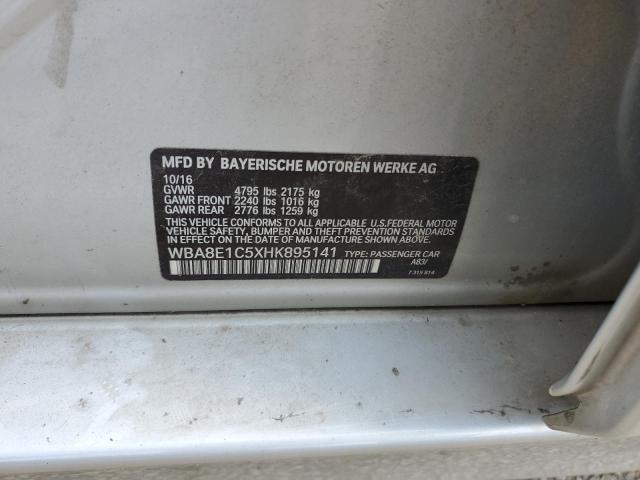 MFD BY BAYERISCHE MOTOREN WERKE AG
10/16
GVWR 4795 lbs 2175 kg
GAWR FRONT 2240 lbs 1016 kg
GAWR REAR 2776 lbs 1259 kg
THIS VEHICLE CONFORMS TO ALL APPLICABLE U.S.FEDERAL MOTOR
VEHICLE SAFETY, BUMPER AND THEFT PREVENTION STANDARDS
IN EFFECT ON THE DATE OF MANUFACTURE SHOWN ABOVE.
WBA8E1C5XHK895141 TYPE: PASSENGER CAR
A83/
7 315 814